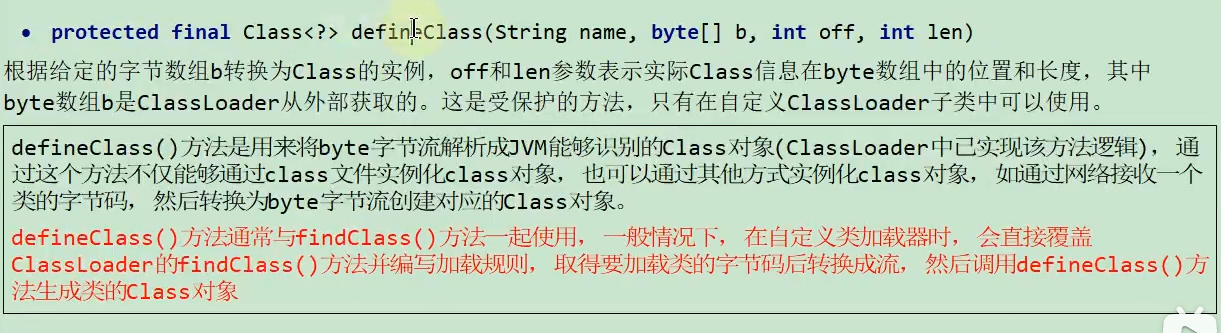 • protected final Class<?> defineClass(String name, byte[] b, int off, int len)
根据给定的字节数组b转换为Class的实例，off和len参数表示实际Class信息在byte数组中的位置和长度，其中
byte数组b是ClassLoader从外部获取的。这是受保护的方法，只有在自定义ClassLoader子类中可以使用。
defineClass()方法是用来将byte字节流解析成JVM能够识别的Class对象(ClassLoader中已实现该方法逻辑)，通
过这个方法不仅能够通过class文件实例化class对象，也可以通过其他方式实例化class对象，如通过网络接收一个
类的字节码，然后转换为byte字节流创建对应的Class对象。
defineClass()方法通常与findClass()方法一起使用，一般情况下，在自定义类加载器时，会直接覆盖
ClassLoader的findClass()方法并编写加载规则，取得要加载类的字节码后转换成流，然后调用defineClass()方
法生成类的Class对象